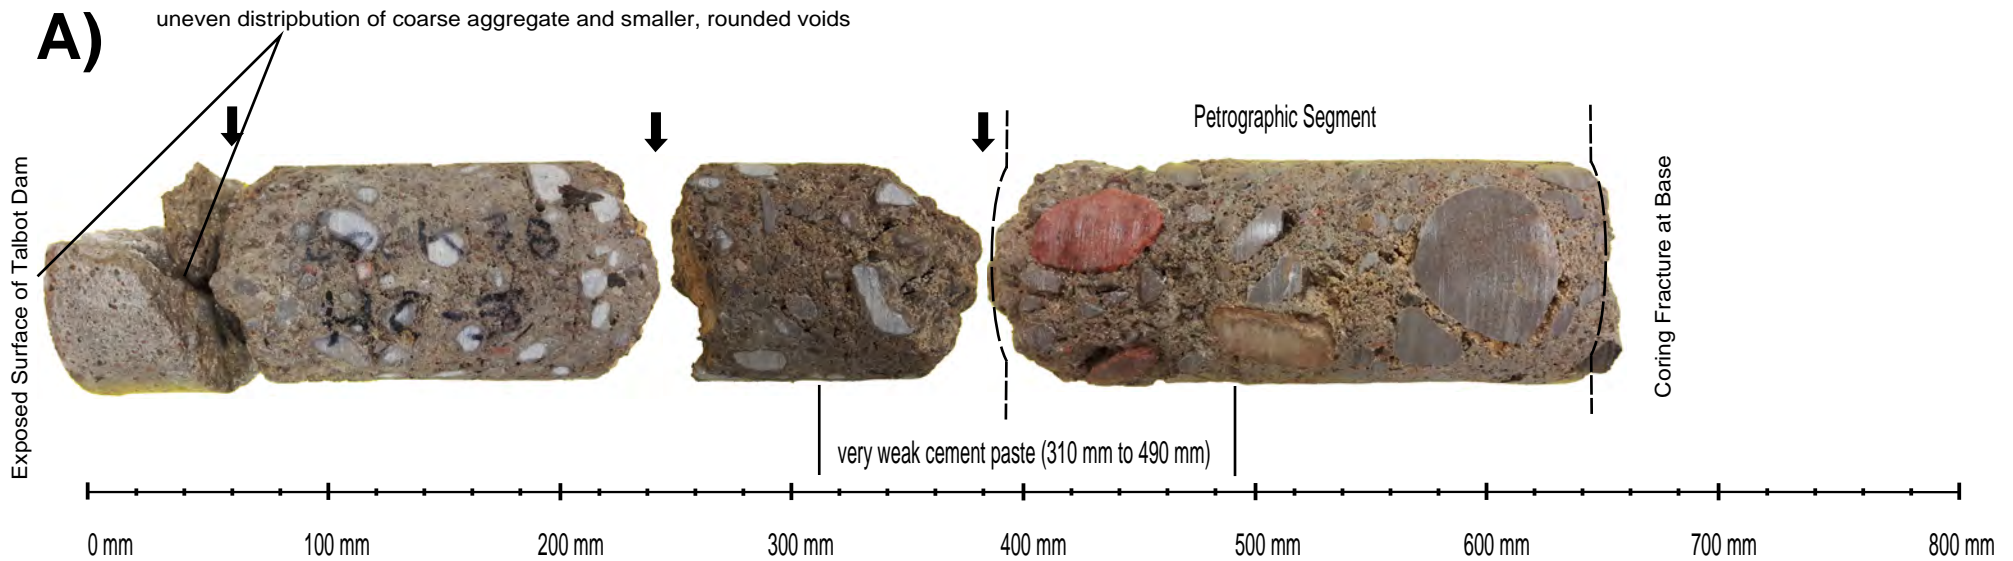 A)
uneven distripbution of coarse aggregate and smaller, rounded voids
Petrographic Segment
Exposed Surface of Talbot Dam
Coring Fracture at Base
very weak cement paste (310 mm to 490 mm)
0 mm
100 mm
200 mm
300 mm
400 mm
500 mm
600 mm
700 mm
800 mm